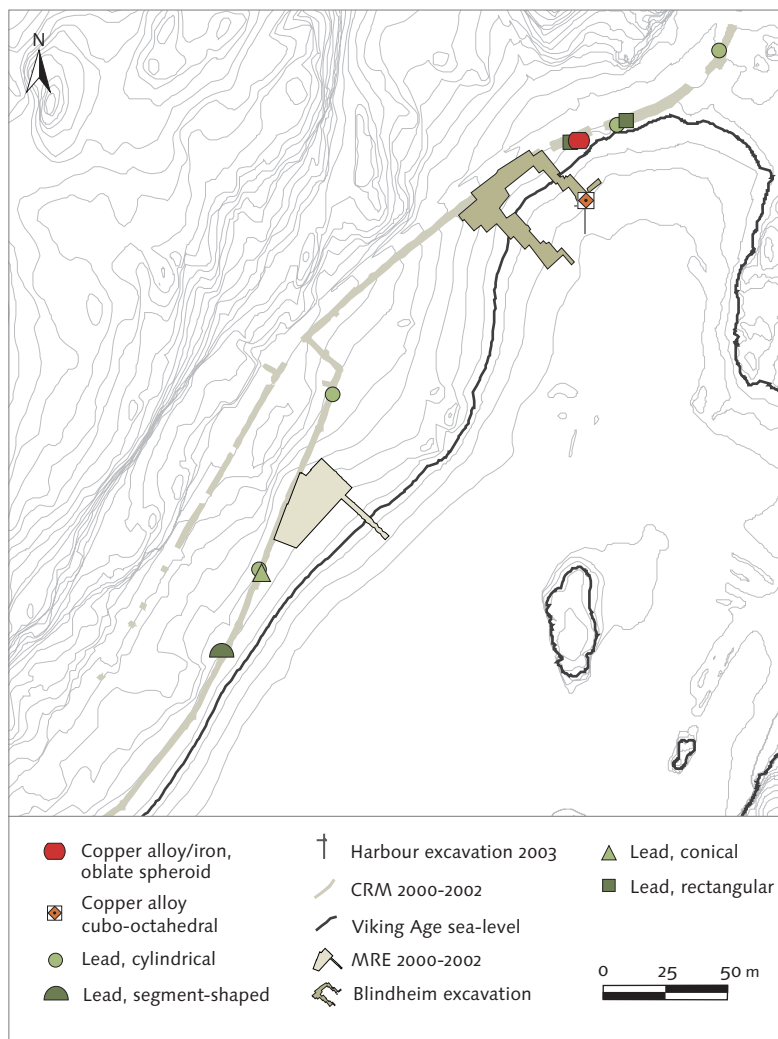 N
Copper alloy/iron,
oblate spheroid
Copper alloy
cubo-octahedral
Lead, cylindrical
Lead, segment-shaped
Harbour excavation 2003
CRM 2000-2002
Viking Age sea-level
MRE 2000-2002
Blindheim excavation
Lead, conical
Lead, rectangular
0 25 50 m